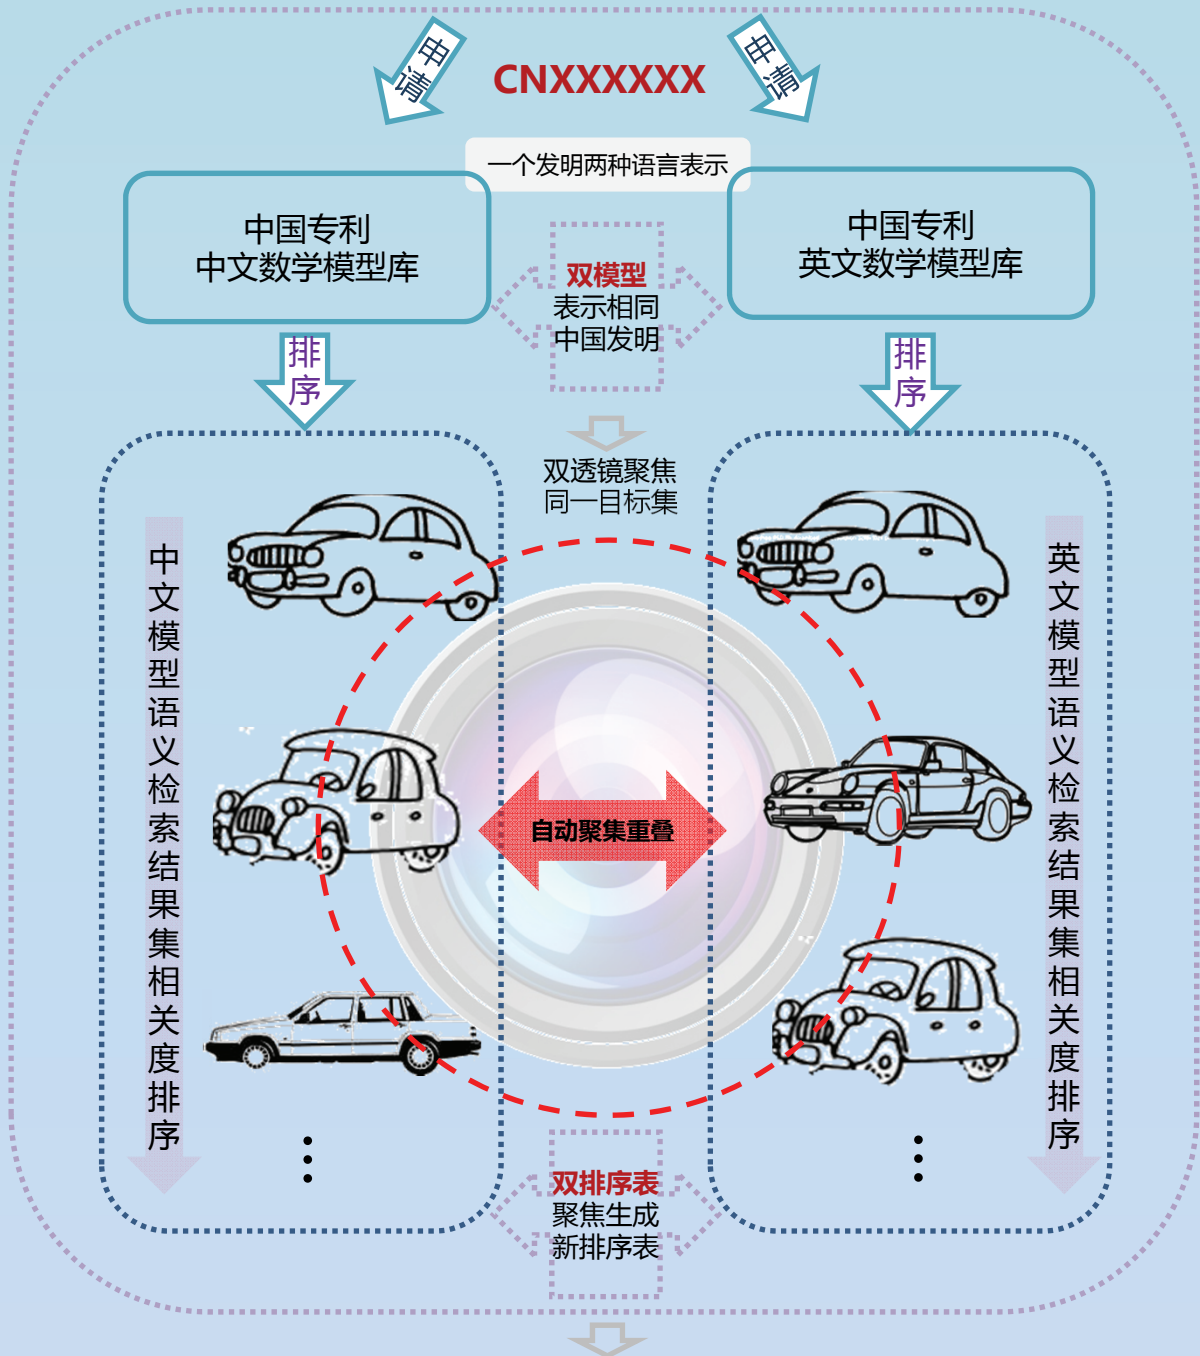 申请
CNXXXXXX
申请
一个发明两种语言表示
中国专利
中文数学模型库
中国专利
英文数学模型库
双模型
表示相同
中国发明
排序
排序
双透镜聚焦
同一目标集
中文模型语义检索结果集相关度排序
英文模型语义检索结果集相关度排序
自动聚集重叠
双排序表
聚焦生成
新排序表